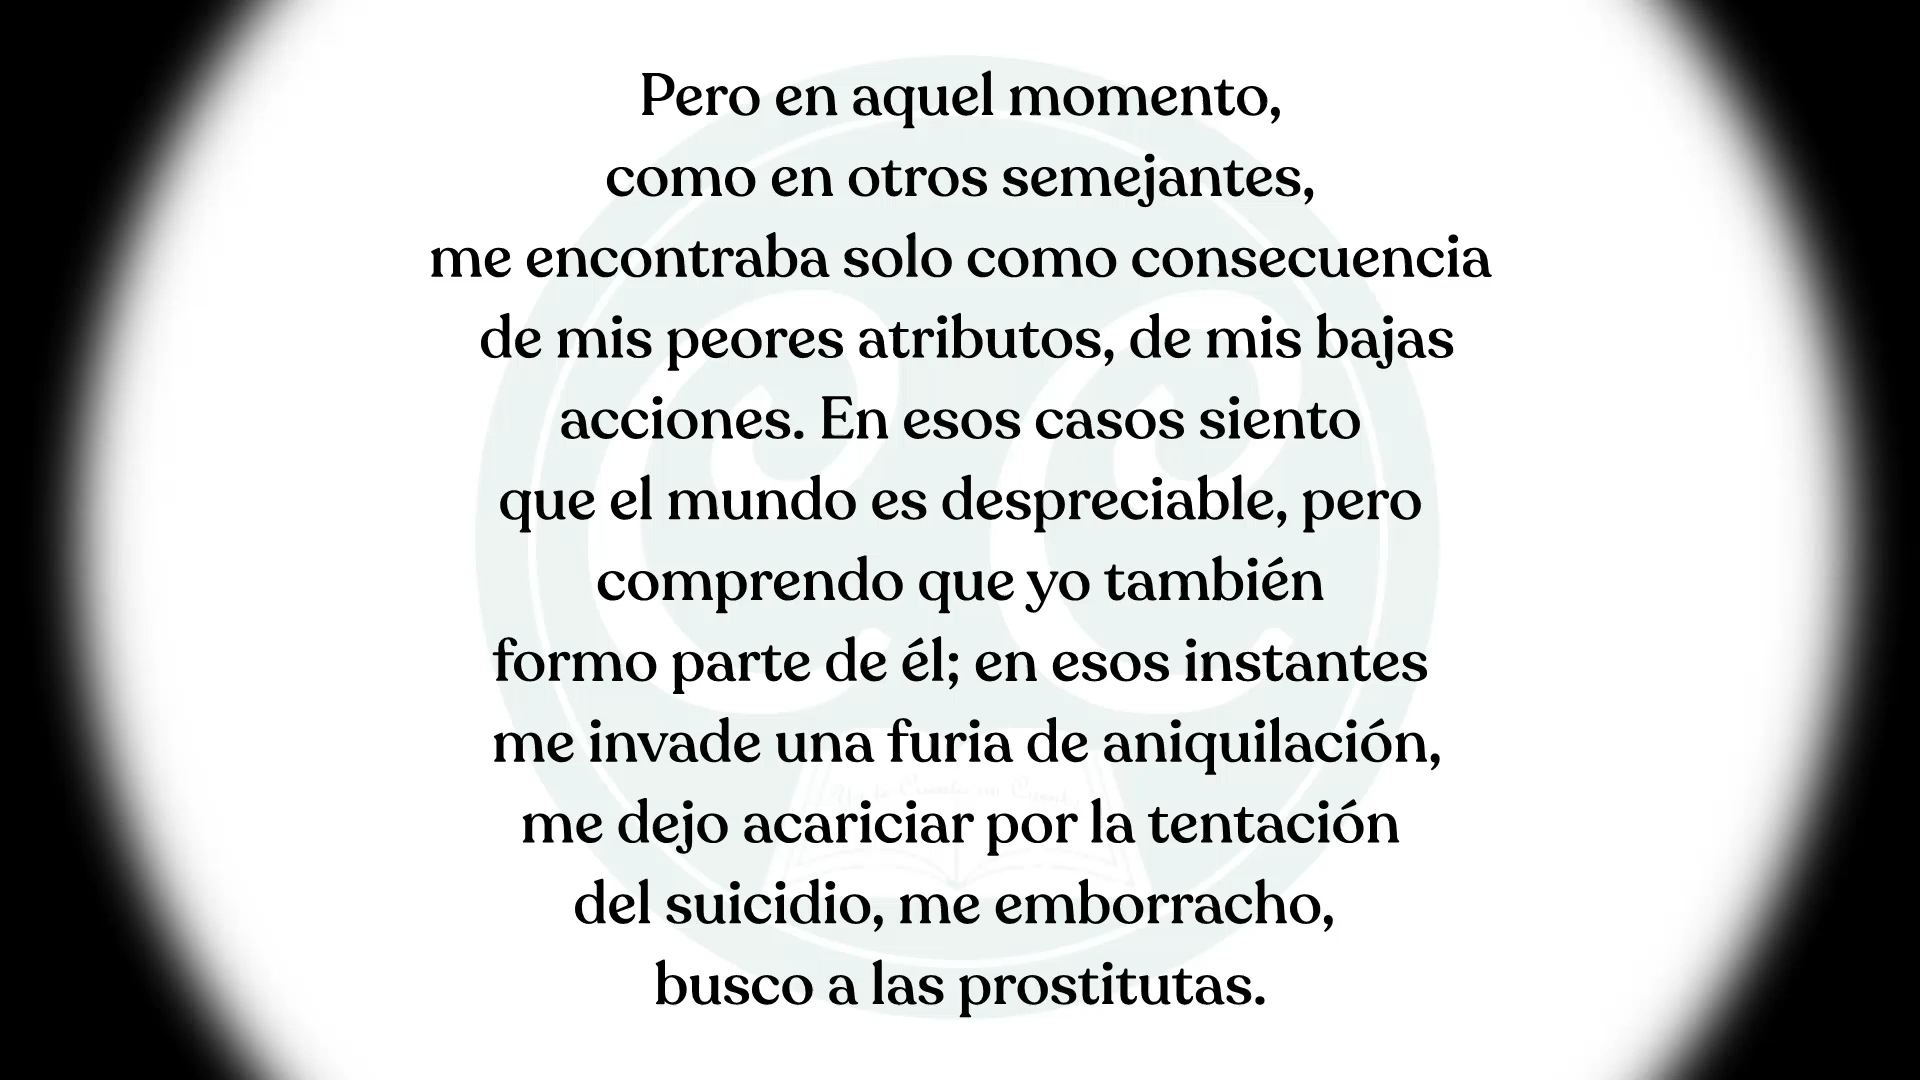 Pero en aquel momento,
como en otros semejantes,
me encontraba solo como consecuencia
de mis peores atributos, de mis bajas
acciones. En esos casos siento
que el mundo es despreciable, pero
comprendo que yo también
formo parte de él; en esos instantes
me invade una furia de aniquilación,
me dejo acariciar por la tentación
del suicidio, me emborracho,
busco a las prostitutas.